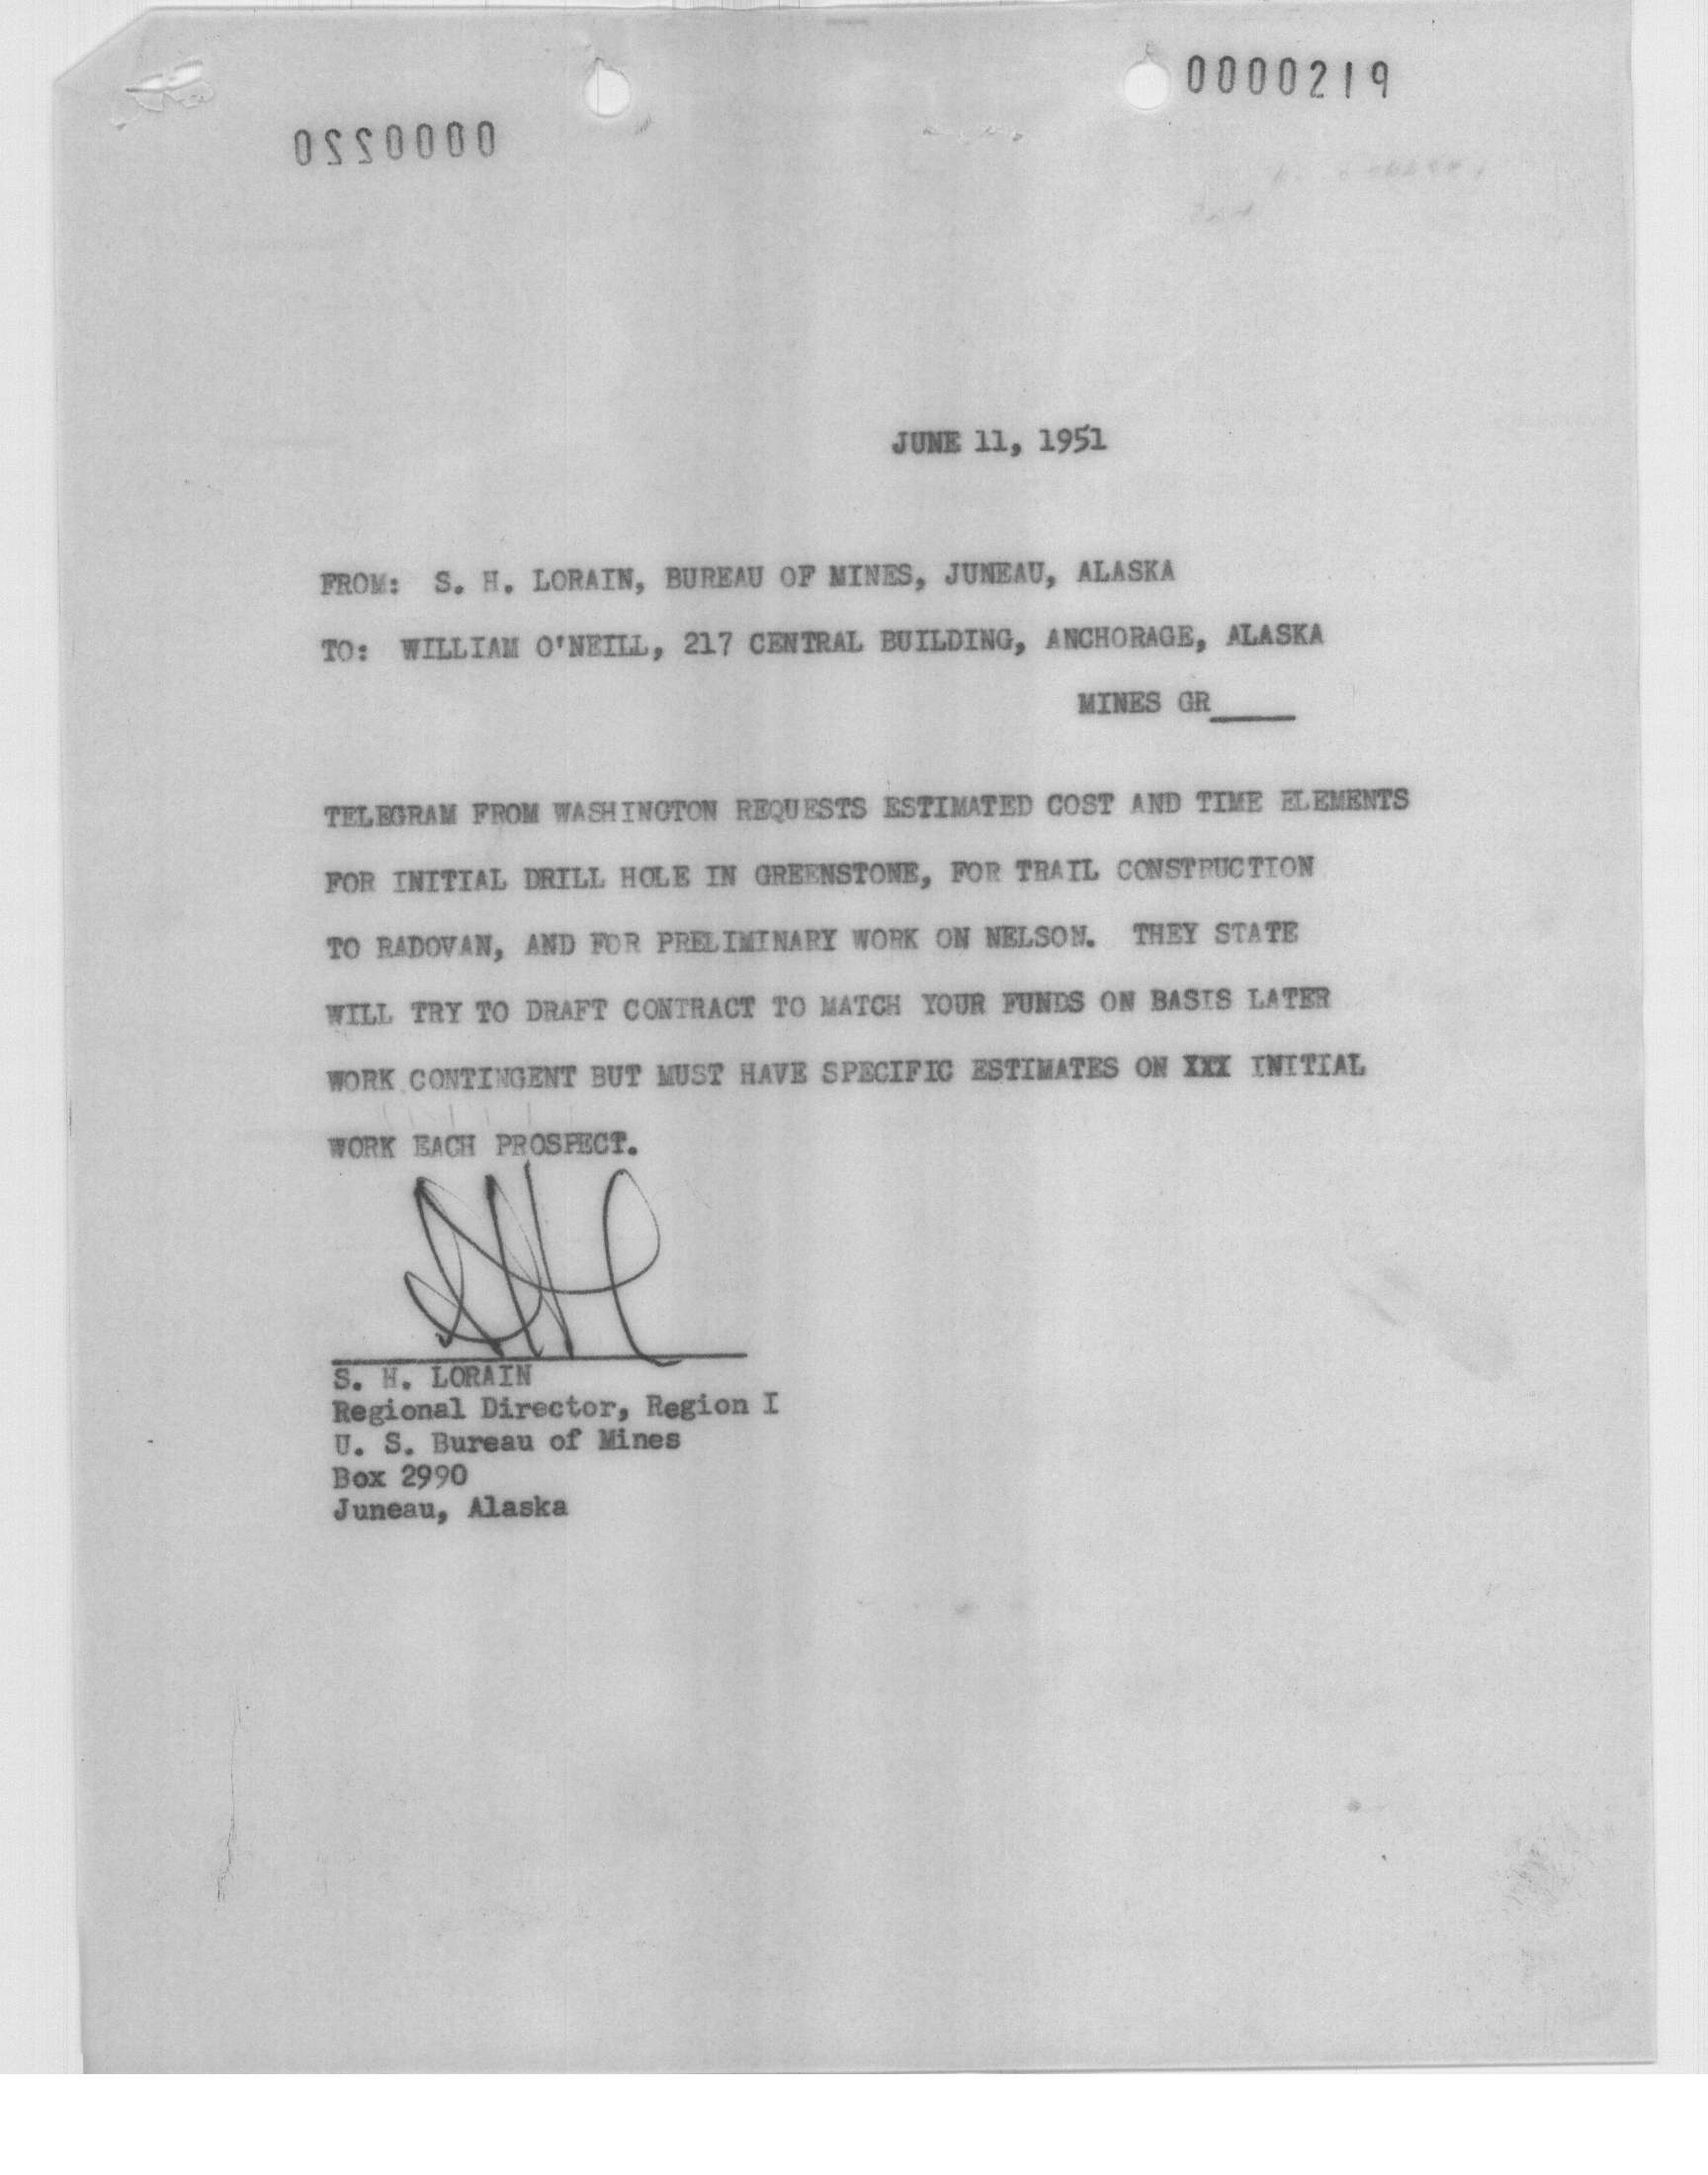 0000219
0000220
JUNE 11, 1951
FROM: S. H. LORAIN, BUREAU OF MINES, JUNEAU, ALASKA
TO: WILLIAM O'NEILL, 217 CENTRAL BUILDING, ANCHORAGE, ALASKA
MINES GR____
TELEGRAM FROM WASHINGTON REQUESTS ESTIMATED COST AND TIME ELEMENTS
FOR INITIAL DRILL HOLE IN GREENSTONE, FOR TRAIL CONSTRUCTION
TO RADOVAN, AND FOR PRELIMINARY WORK ON NELSON. THEY STATE
WILL TRY TO DRAFT CONTRACT TO MATCH YOUR FUNDS ON BASIS LATER
WORK CONTINGENT BUT MUST HAVE SPECIFIC ESTIMATES ON XXX INITIAL
WORK EACH PROSPECT.
S. H. LORAIN
Regional Director, Region I
U. S. Bureau of Mines
Box 2990
Juneau, Alaska